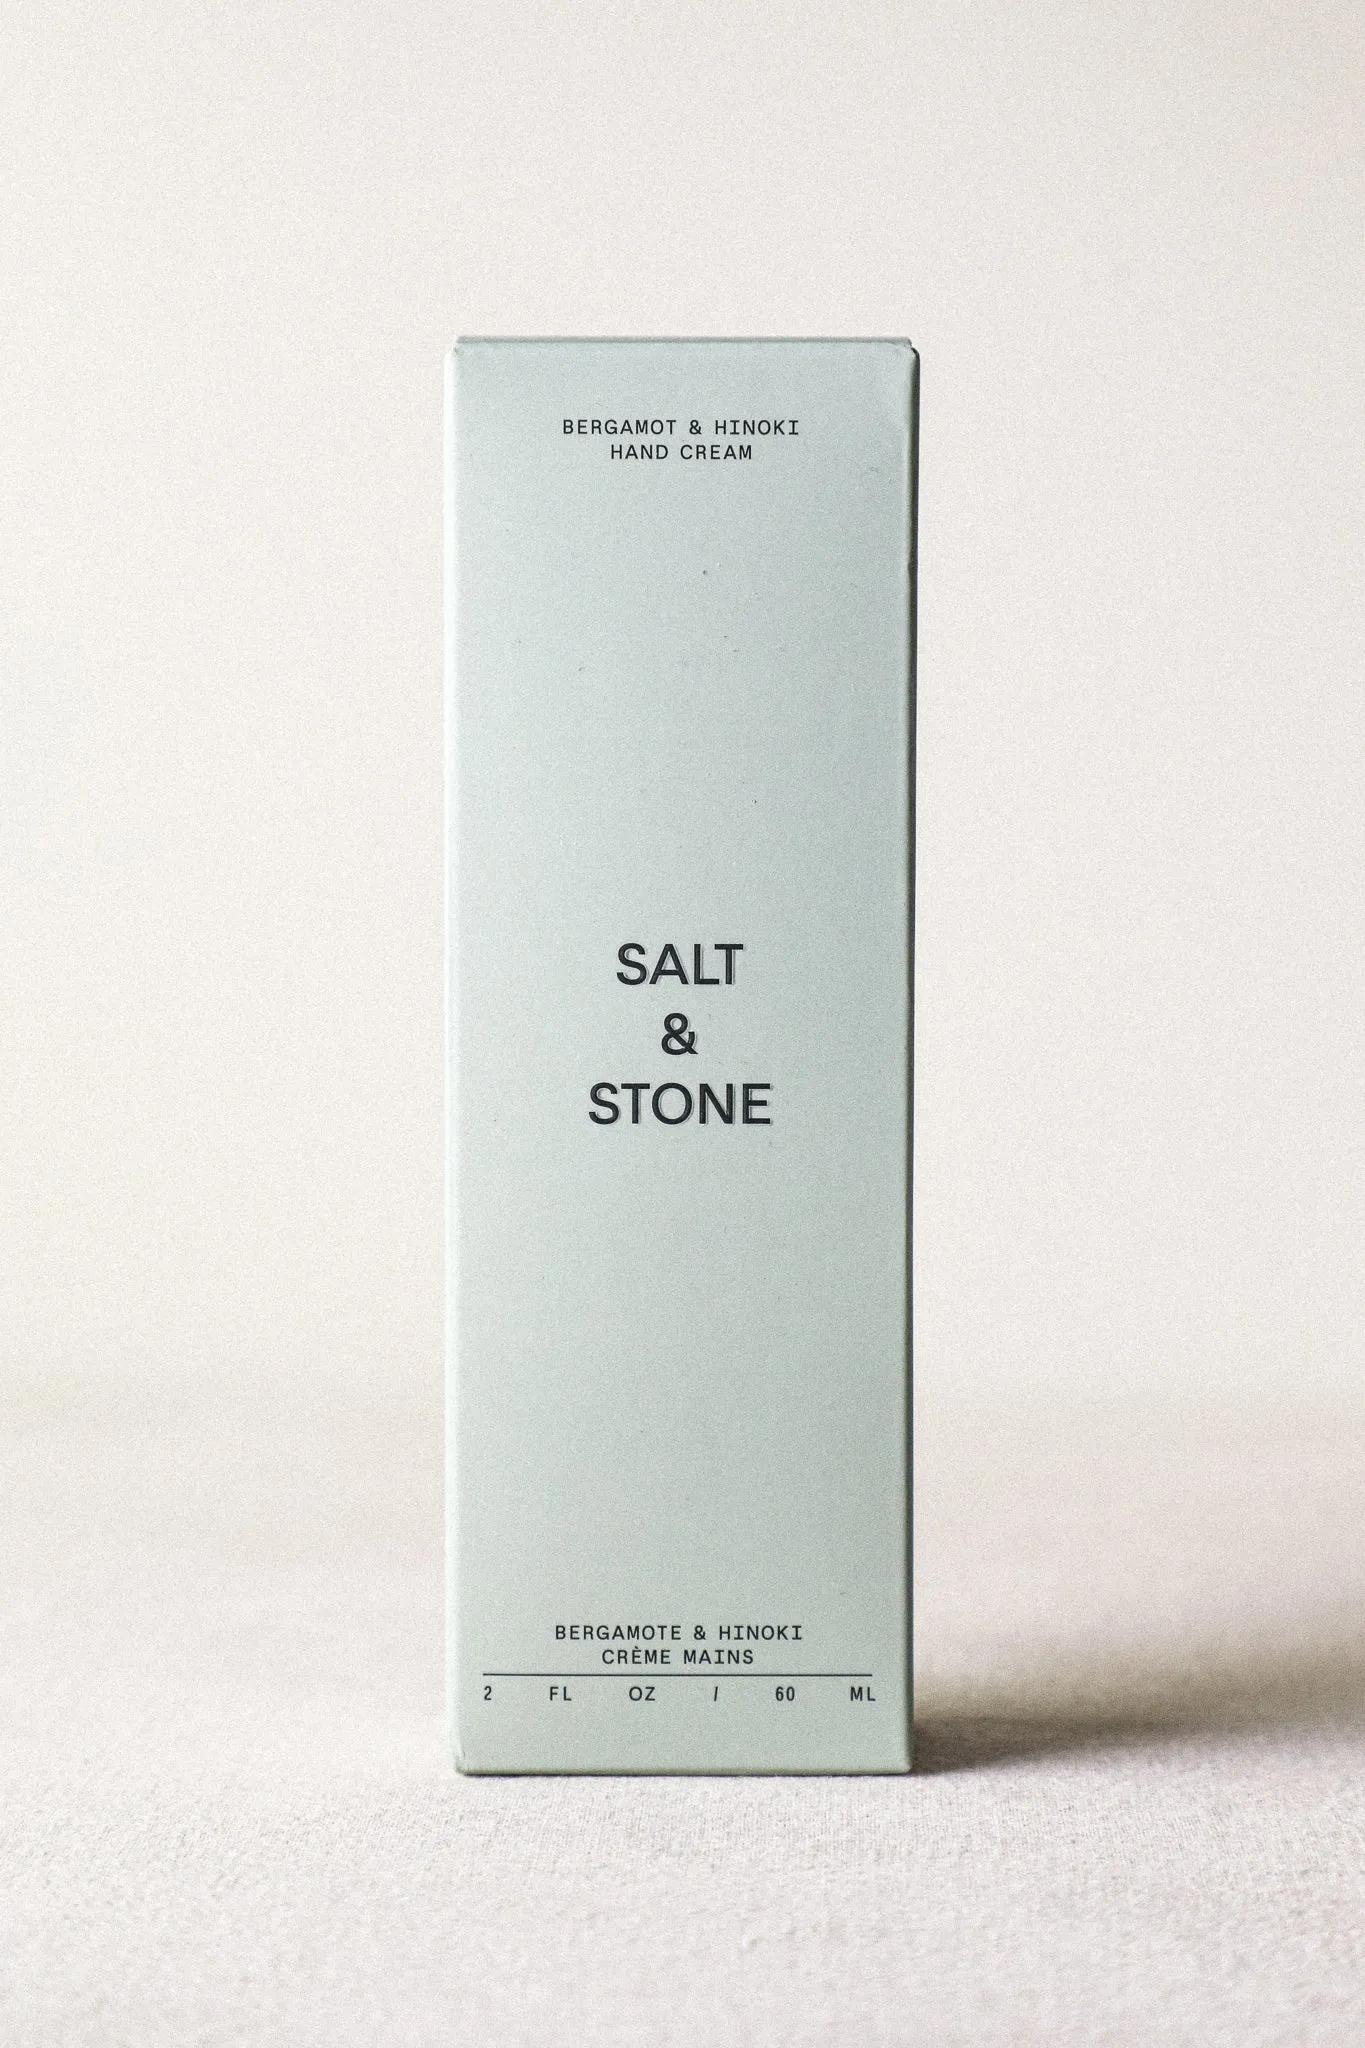 BERGAMOT & HINOKI
HAND CREAM
SALT
&
STONE
BERGAMOTE & HINOKI
CRÈME MAINS
2 FL OZ / 60 ML